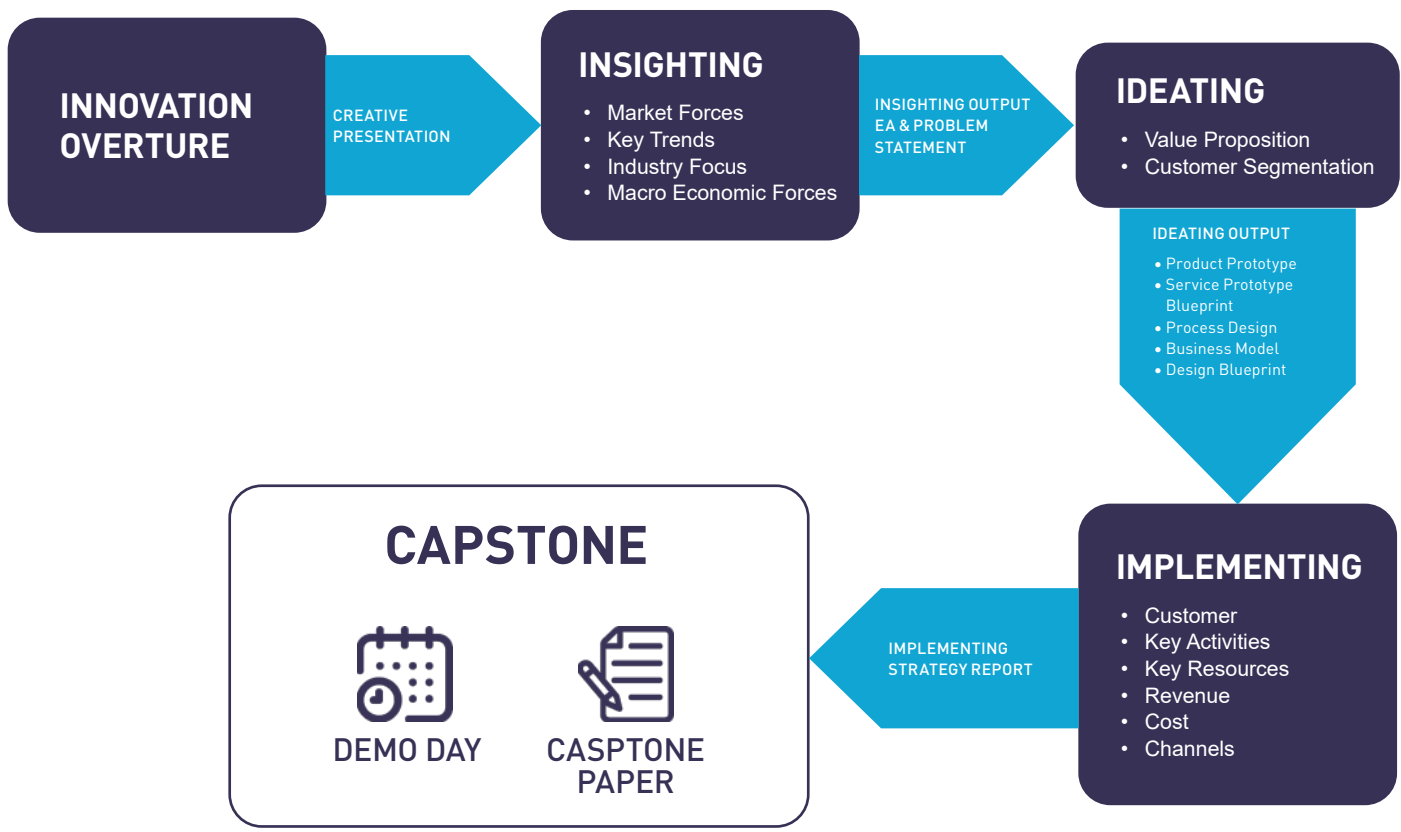 INNOVATION
OVERTURE
CREATIVE
PRESENTATION
INSIGHTING
• Market Forces
• Key Trends
• Industry Focus
• Macro Economic Forces
INSIGHTING OUTPUT
EA & PROBLEM
STATEMENT
IDEATING
• Value Proposition
• Customer Segmentation
IDEATING OUTPUT
• Product Prototype
• Service Prototype
Blueprint
• Process Design
• Business Model
• Design Blueprint
IMPLEMENTING
• Customer
• Key Activities
• Key Resources
• Revenue
• Cost
• Channels
IMPLEMENTING
STRATEGY REPORT
CAPSTONE
DEMO DAY
CASPTONE
PAPER